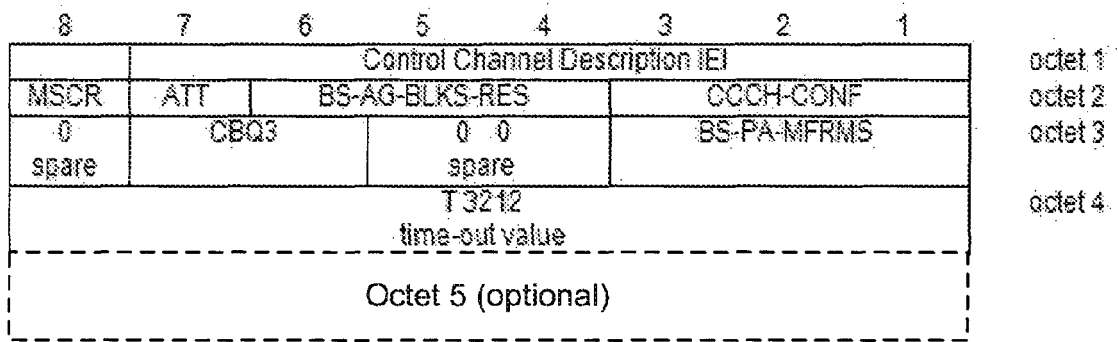 8 7 6 5 4 3 2 1
Control Channel Description IEI octet 1
MSCR ATT BS-AG-BLKS-RES CCCH-CONF octet 2
0 CBQ3 0 0 BS-PA-MFRMS octet 3
spare spare
T 3212 octet 4
time-out value
Octet 5 (optional)